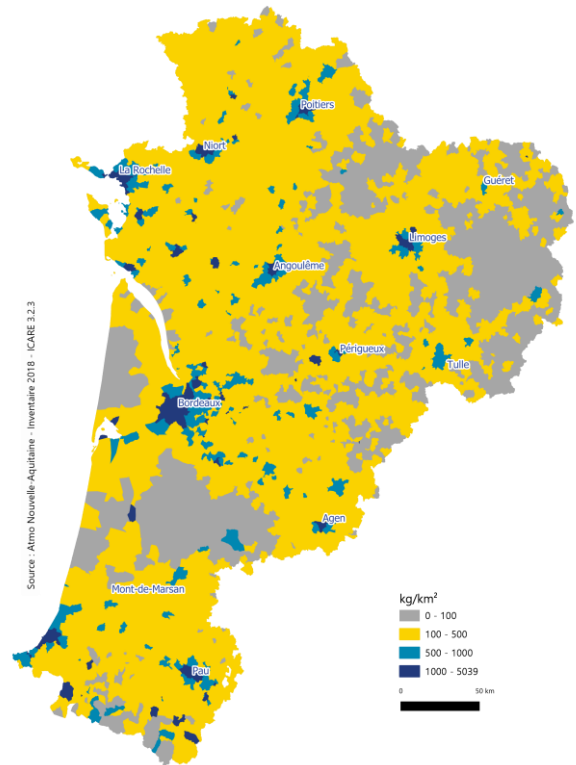 Poitiers
Niort
La Rochelle
Guéret
Limoges
Angoulême
Périgueux
Tulle
Bordeaux
Agen
Mont-de-Marsan
Pau
Source : Atmo Nouvelle-Aquitaine - Inventaire 2018 - ICARE 3.2.3
kg/km²
0 - 100
100 - 500
500 - 1000
1000 - 5039
0 50 km